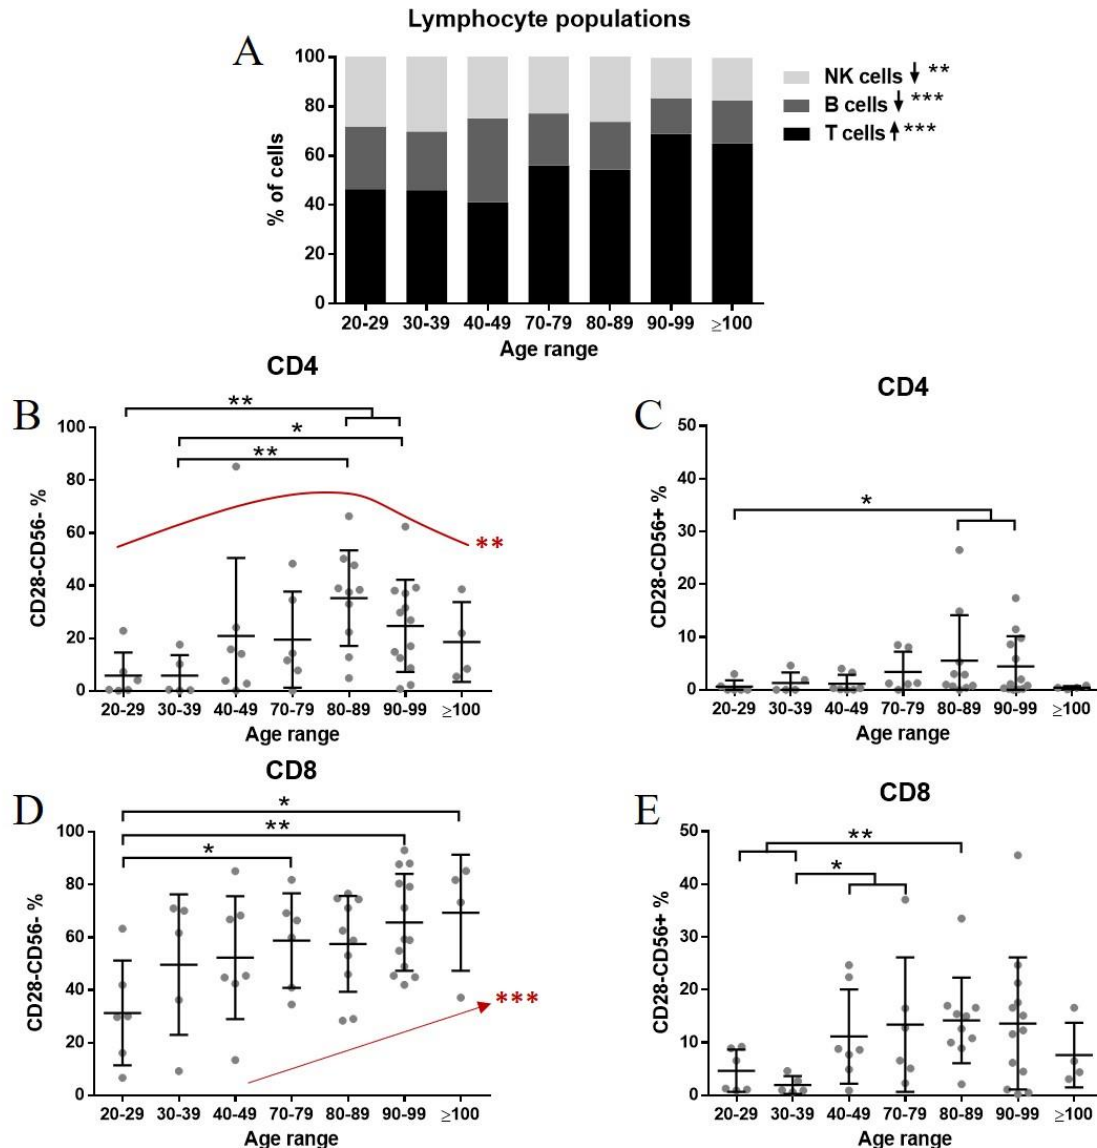 Lymphocyte populations
A
100
80
60
40
20
0
% of cells
NK cells ↓ **
B cells ↓ ***
T cells ↑ ***
20-29 30-39 40-49 70-79 80-89 90-99 ≥100
Age range
B
CD4
100
80
60
40
20
0
CD28-CD56- %
**
*
**
**
20-29 30-39 40-49 70-79 80-89 90-99 ≥100
Age range
C
CD4
50
40
30
20
10
0
CD28-CD56+ %
*
20-29 30-39 40-49 70-79 80-89 90-99 ≥100
Age range
D
CD8
100
80
60
40
20
0
CD28-CD56- %
*
**
*
***
20-29 30-39 40-49 70-79 80-89 90-99 ≥100
Age range
E
CD8
50
40
30
20
10
0
CD28-CD56+ %
**
*
20-29 30-39 40-49 70-79 80-89 90-99 ≥100
Age range